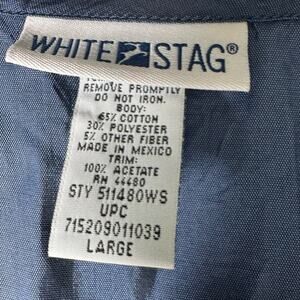 WHITE STAG®
REMOVE PROMPTLY
DO NOT IRON.
BODY:
65% COTTON
30% POLYESTER
5% OTHER FIBER
MADE IN MEXICO
TRIM:
100% ACETATE
RN 44480
STY 511480WS
UPC
715209011039
LARGE